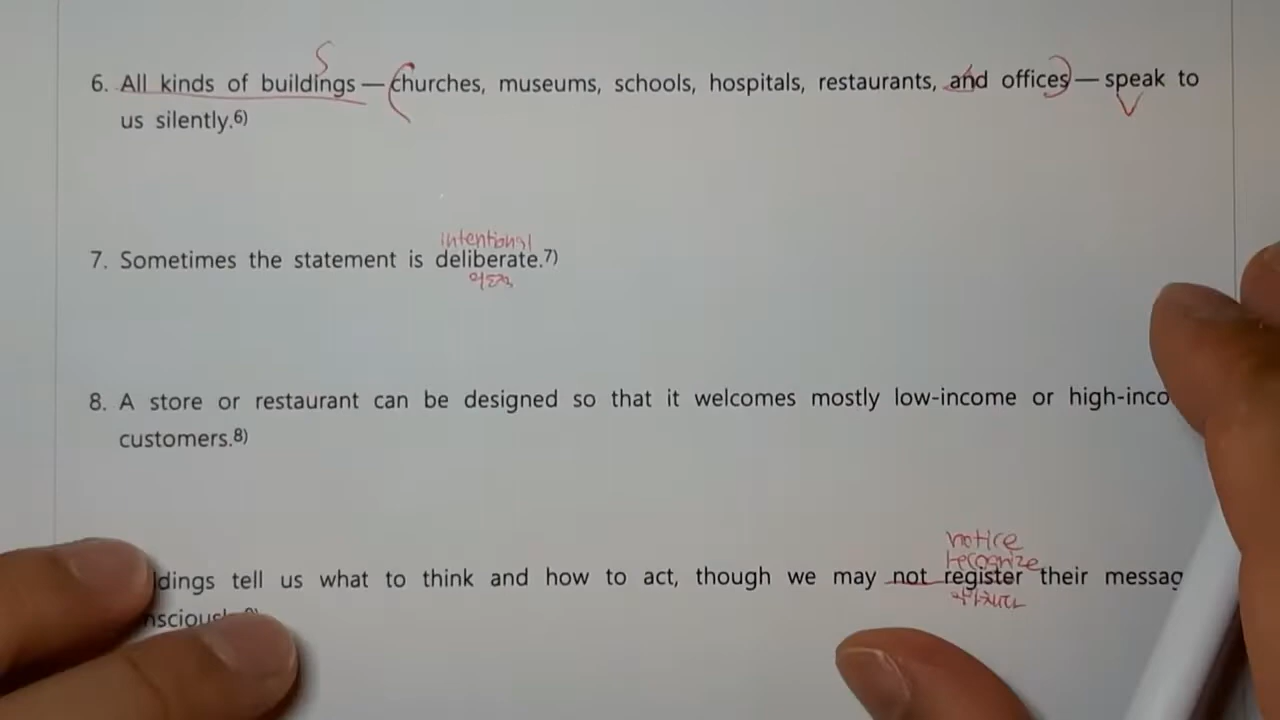 S
6. All kinds of buildings — churches, museums, schools, hospitals, restaurants, and offices — speak to
V
us silently.6)
intentional
7. Sometimes the statement is deliberate.7)
8. A store or restaurant can be designed so that it welcomes mostly low-income or high-inco
customers.8)
notice
recognize
ldings tell us what to think and how to act, though we may not register their messag
nsciousl